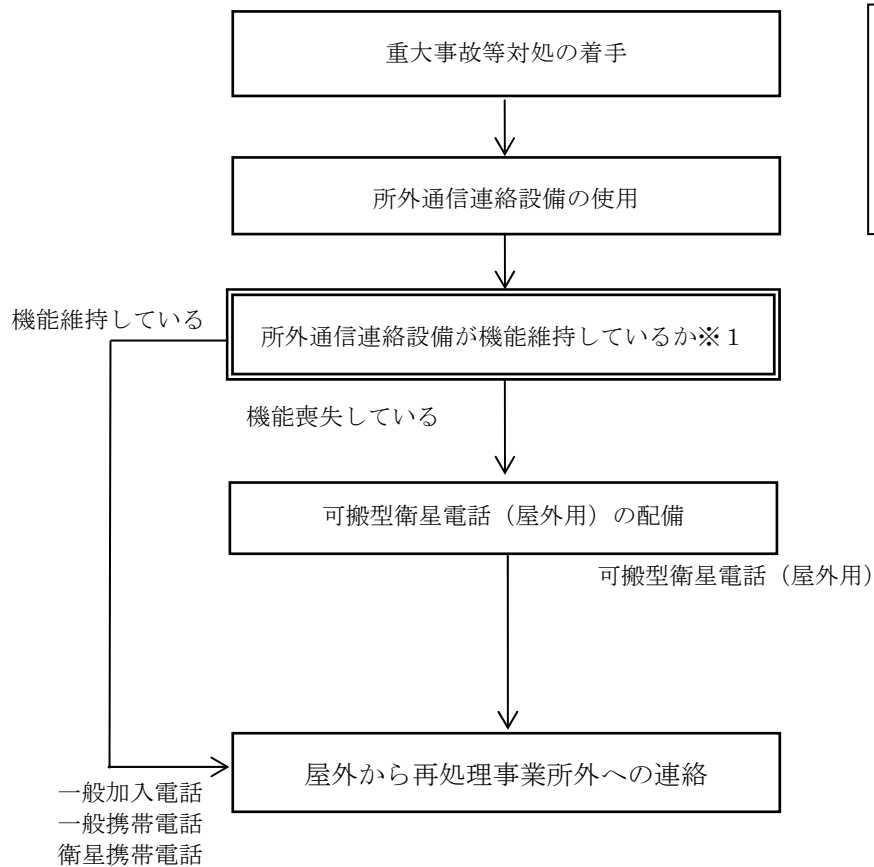 重大事故等対処の着手
所外通信連絡設備の使用
機能維持している
所外通信連絡設備が機能維持しているか※１
機能喪失している
可搬型衛星電話（屋外用）の配備
可搬型衛星電話（屋外用）
屋外から再処理事業所外への連絡
一般加入電話
一般携帯電話
衛星携帯電話